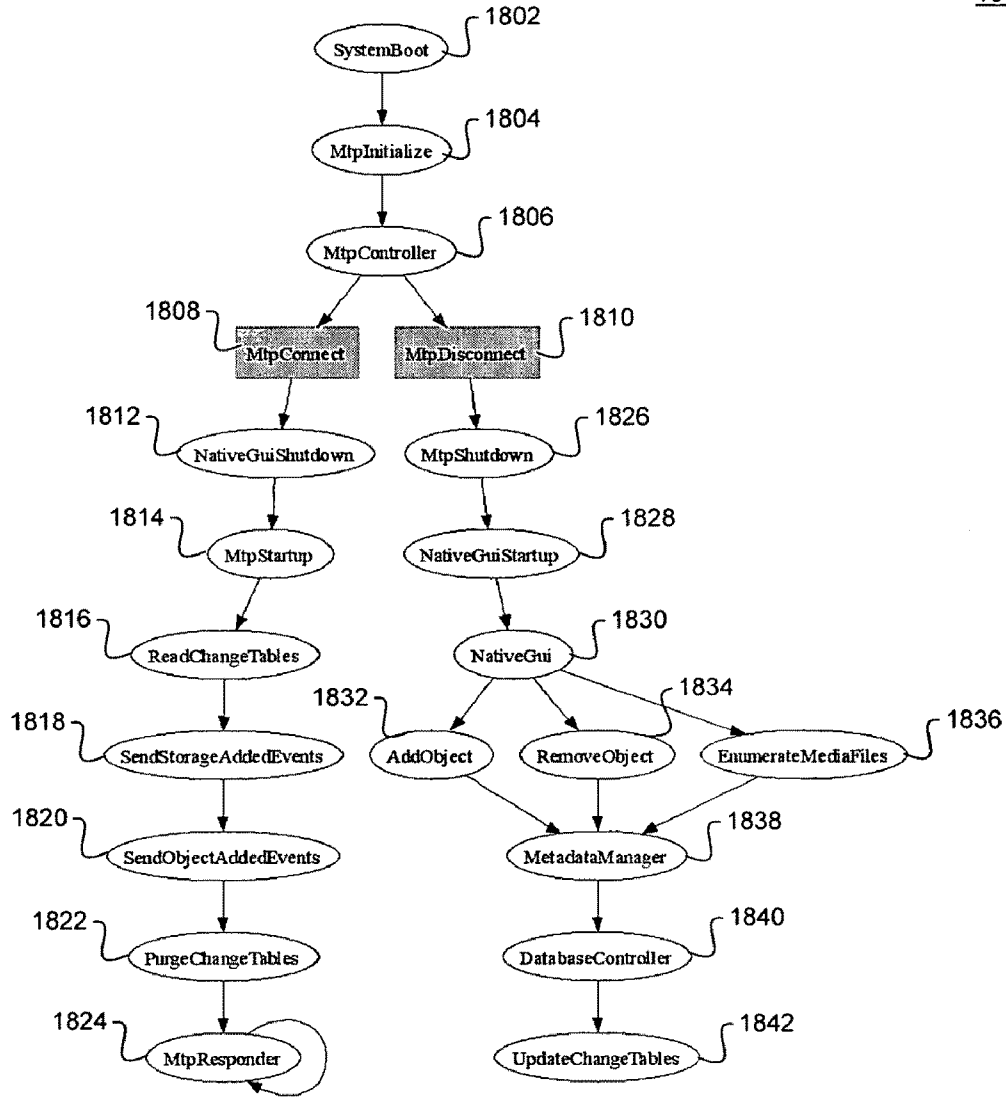 1802
SystemBoot
1804
MtpInitialize
1806
MtpController
1808
1810
MtpConnect
MtpDisconnect
1812
1826
NativeGuiShutdown
MtpShutdown
1814
1828
MtpStartup
NativeGuiStartup
1816
1830
ReadChangeTables
NativeGui
1832
1834
1818
1836
SendStorageAddedEvents
AddObject
RemoveObject
EnumerateMediaFiles
1820
1838
SendObjectAddedEvents
MetadataManager
1822
1840
PurgeChangeTables
DatabaseController
1824
1842
MtpResponder
UpdateChangeTables